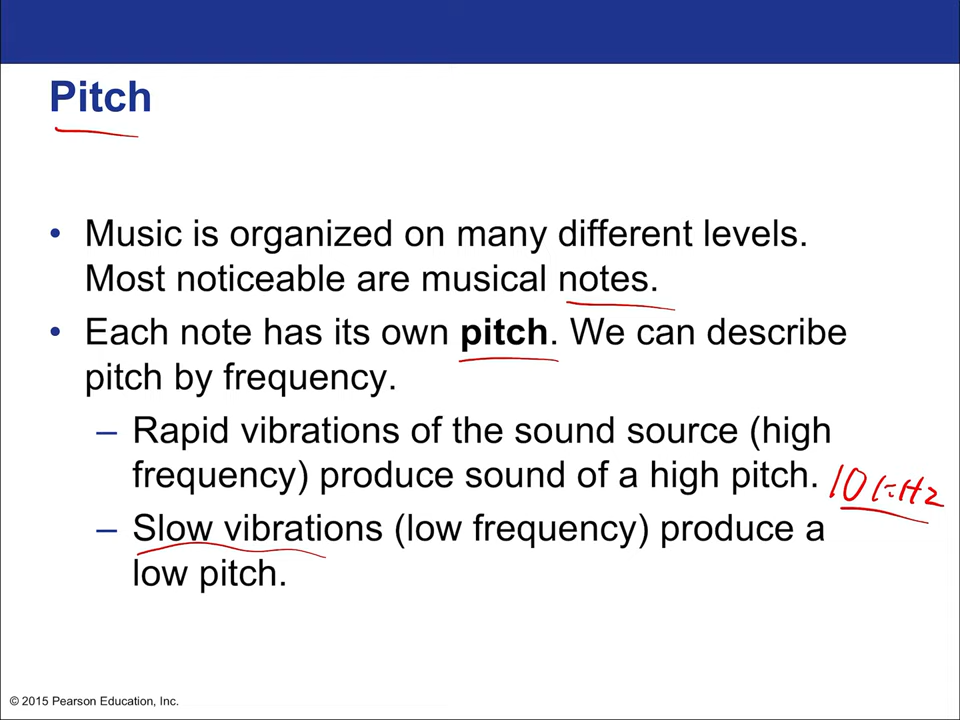 Pitch
• Music is organized on many different levels.
Most noticeable are musical notes.
• Each note has its own pitch. We can describe
pitch by frequency.
– Rapid vibrations of the sound source (high
frequency) produce sound of a high pitch.
10 kHz
– Slow vibrations (low frequency) produce a
low pitch.
© 2015 Pearson Education, Inc.